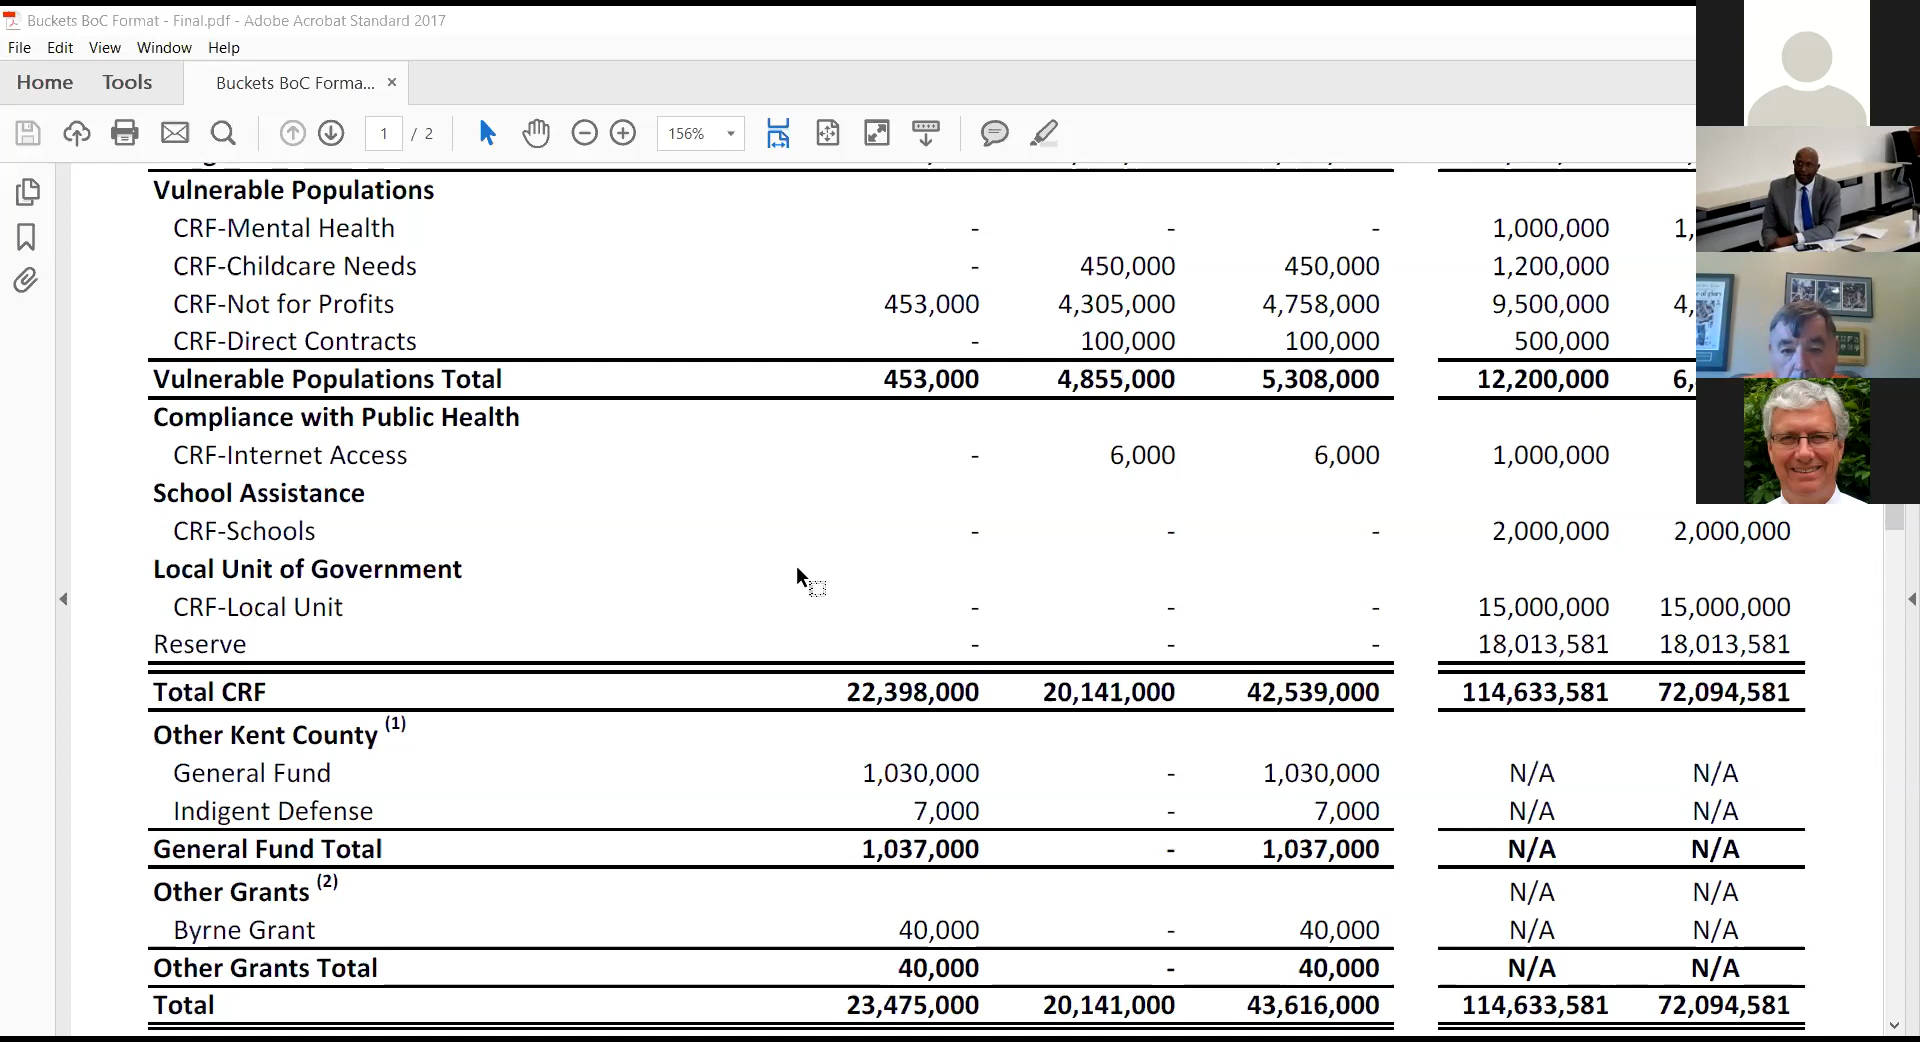 Buckets BoC Format - Final.pdf - Adobe Acrobat Standard 2017
File Edit View Window Help
Home Tools Buckets BoC Forma... ×
1 / 2 156%
Vulnerable Populations
CRF-Mental Health - - - 1,000,000 1,
CRF-Childcare Needs - 450,000 450,000 1,200,000
CRF-Not for Profits 453,000 4,305,000 4,758,000 9,500,000 4,
CRF-Direct Contracts - 100,000 100,000 500,000
Vulnerable Populations Total 453,000 4,855,000 5,308,000 12,200,000 6,
Compliance with Public Health
CRF-Internet Access - 6,000 6,000 1,000,000
School Assistance
CRF-Schools - - - 2,000,000 2,000,000
Local Unit of Government
CRF-Local Unit - - - 15,000,000 15,000,000
Reserve - - - 18,013,581 18,013,581
Total CRF 22,398,000 20,141,000 42,539,000 114,633,581 72,094,581
Other Kent County (1)
General Fund 1,030,000 - 1,030,000 N/A N/A
Indigent Defense 7,000 - 7,000 N/A N/A
General Fund Total 1,037,000 - 1,037,000 N/A N/A
Other Grants (2) N/A N/A
Byrne Grant 40,000 - 40,000 N/A N/A
Other Grants Total 40,000 - 40,000 N/A N/A
Total 23,475,000 20,141,000 43,616,000 114,633,581 72,094,581